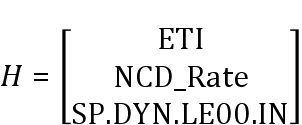 H =
ETI
NCD_Rate
SP.DYN.LE00.IN